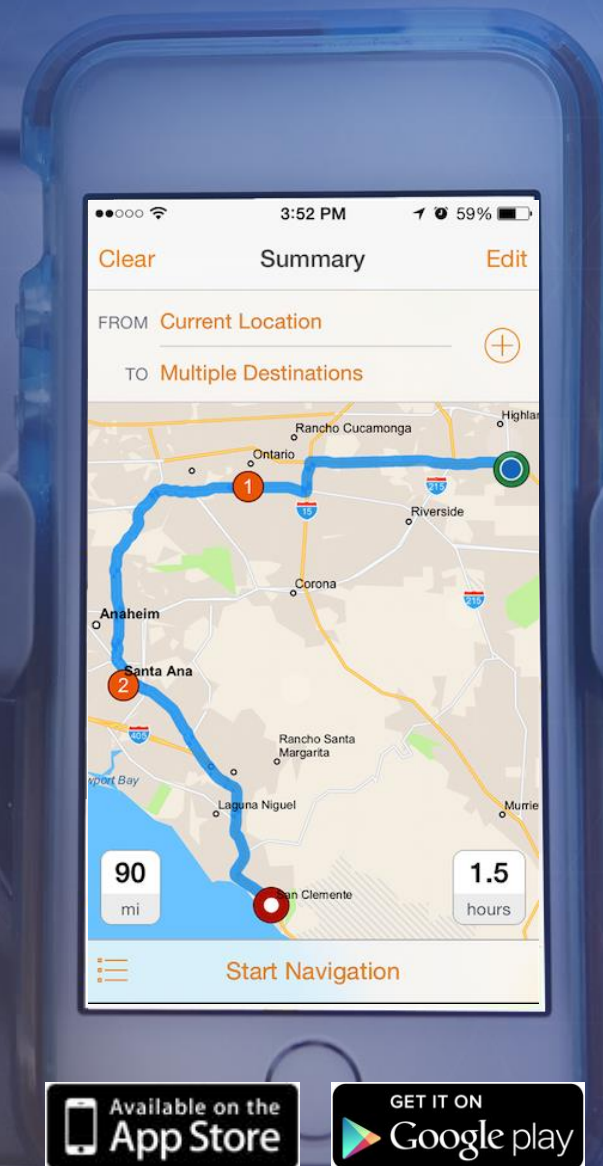 3:52 PM
59%
Clear
Summary
Edit
FROM Current Location
TO Multiple Destinations
Rancho Cucamonga
Ontario
1
15
215
Riverside
Corona
215
Anaheim
Santa Ana
2
405
Rancho Santa
Margarita
Laguna Niguel
San Clemente
90
mi
1.5
hours
Start Navigation
Available on the
App Store
GET IT ON
Google play